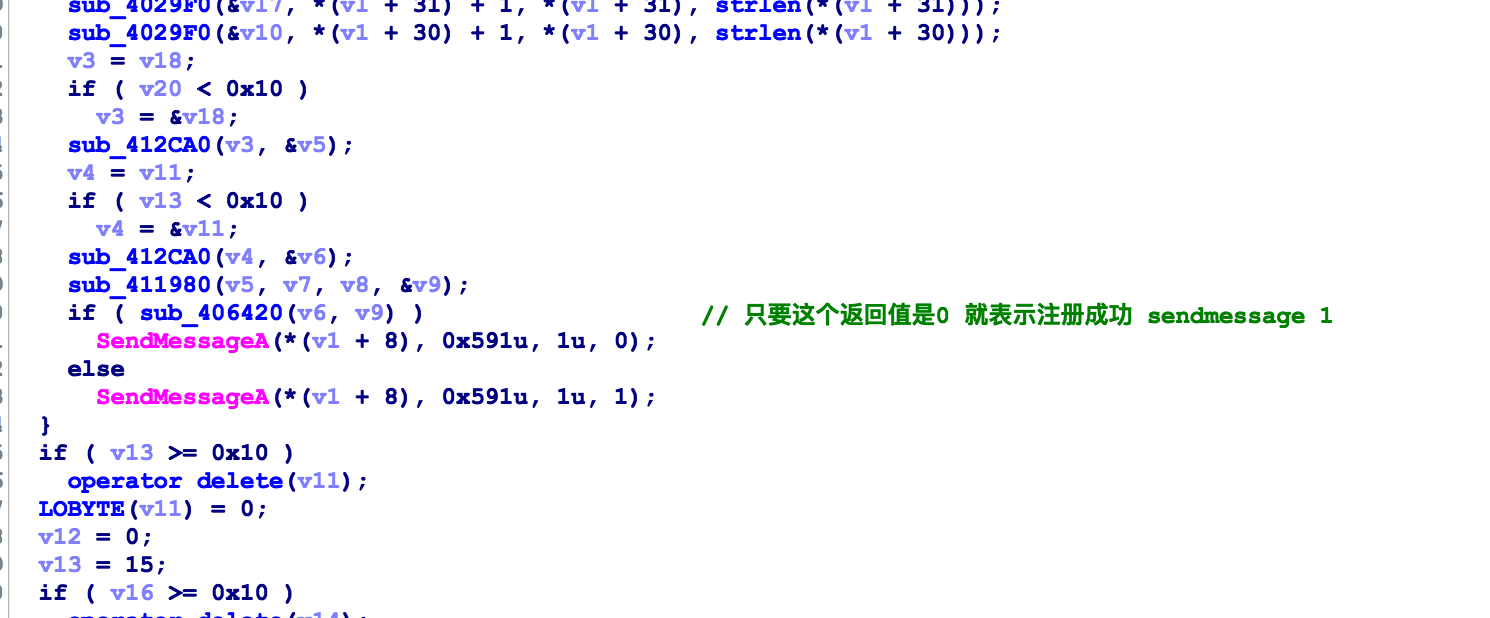 sub_4029F0(&v17, *(v1 + 31) + 1, *(v1 + 31), strlen(*(v1 + 31)));
sub_4029F0(&v10, *(v1 + 30) + 1, *(v1 + 30), strlen(*(v1 + 30)));
v3 = v18;
if ( v20 < 0x10 )
v3 = &v18;
sub_412CA0(v3, &v5);
v4 = v11;
if ( v13 < 0x10 )
v4 = &v11;
sub_412CA0(v4, &v6);
sub_411980(v5, v7, v8, &v9);
if ( sub_406420(v6, v9) ) // 只要这个返回值是0 就表示注册成功 sendmessage 1
SendMessageA(*(v1 + 8), 0x591u, 1u, 0);
else
SendMessageA(*(v1 + 8), 0x591u, 1u, 1);
}
if ( v13 >= 0x10 )
operator delete(v11);
LOBYTE(v11) = 0;
v12 = 0;
v13 = 15;
if ( v16 >= 0x10 )
operator delete(v14);